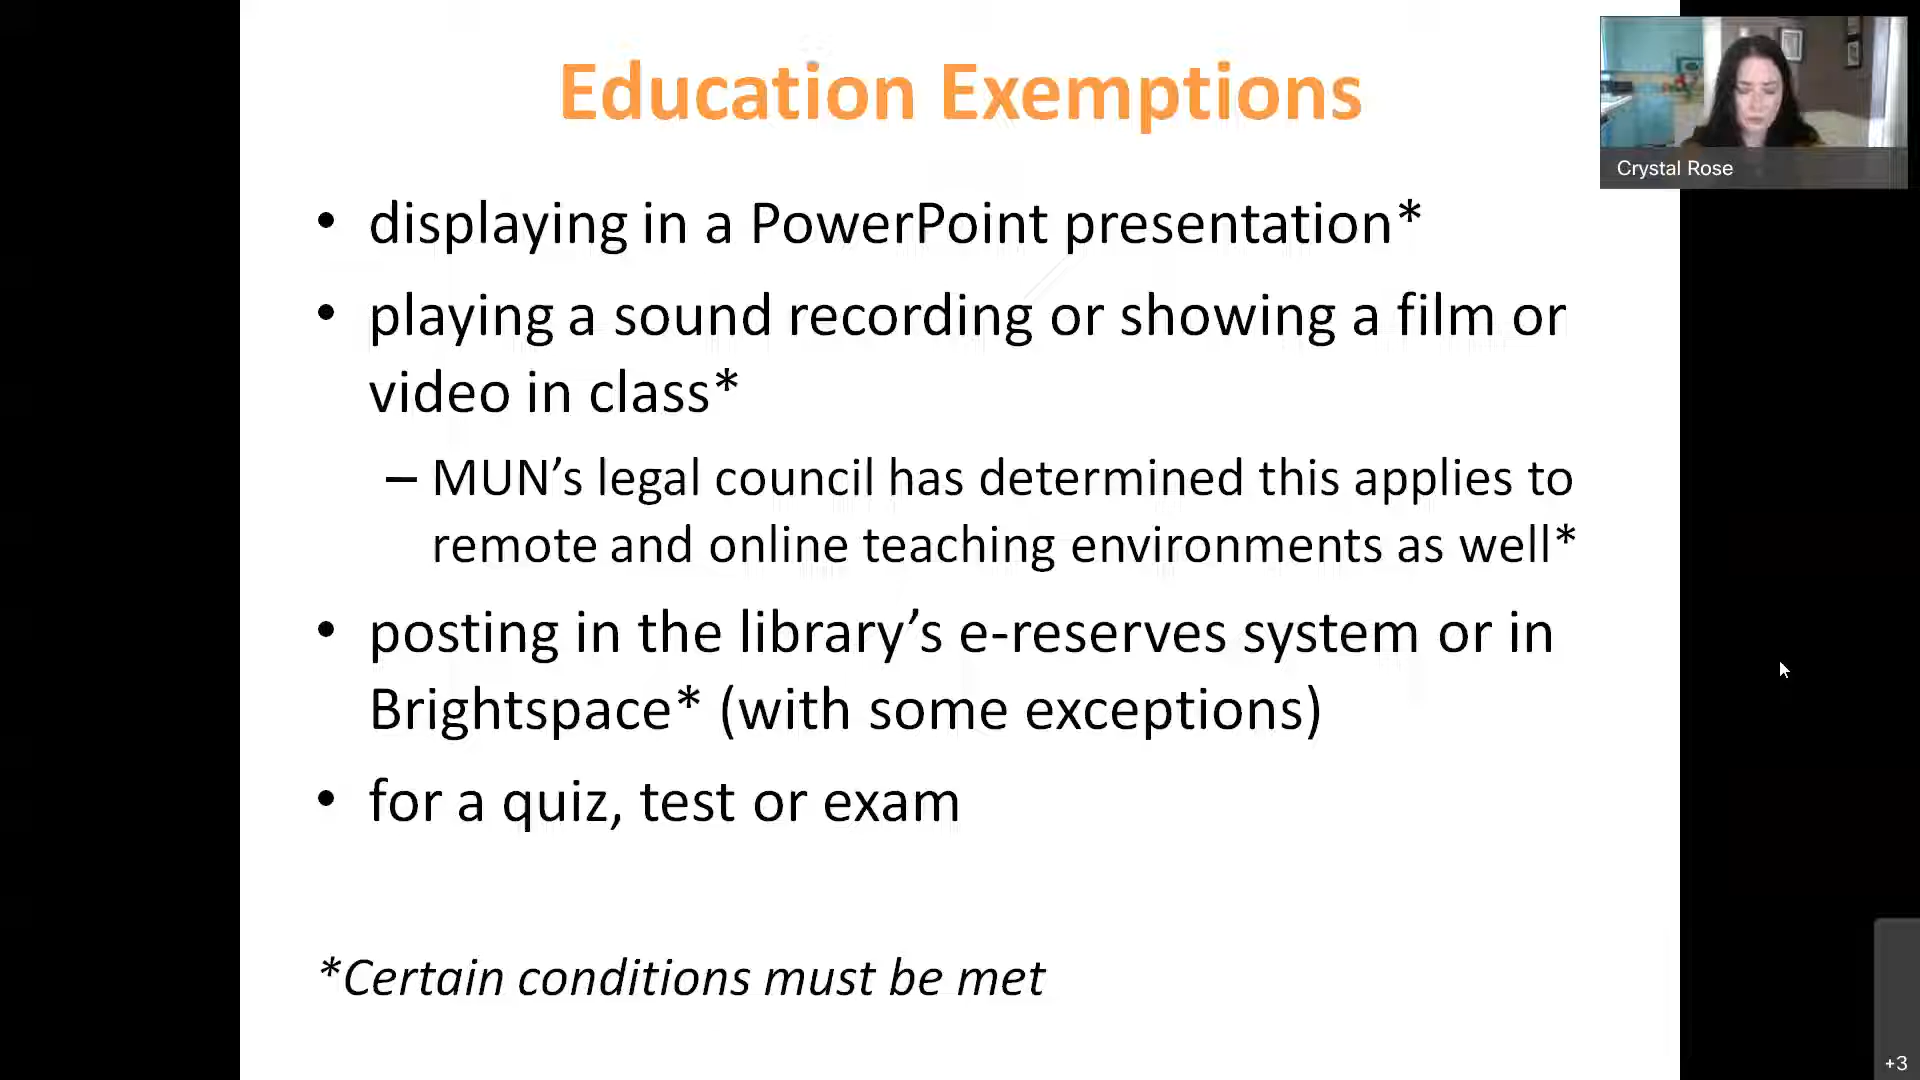 Education Exemptions
Crystal Rose
• displaying in a PowerPoint presentation*
• playing a sound recording or showing a film or
video in class*
– MUN’s legal council has determined this applies to
remote and online teaching environments as well*
• posting in the library’s e-reserves system or in
Brightspace* (with some exceptions)
• for a quiz, test or exam
*Certain conditions must be met
+3